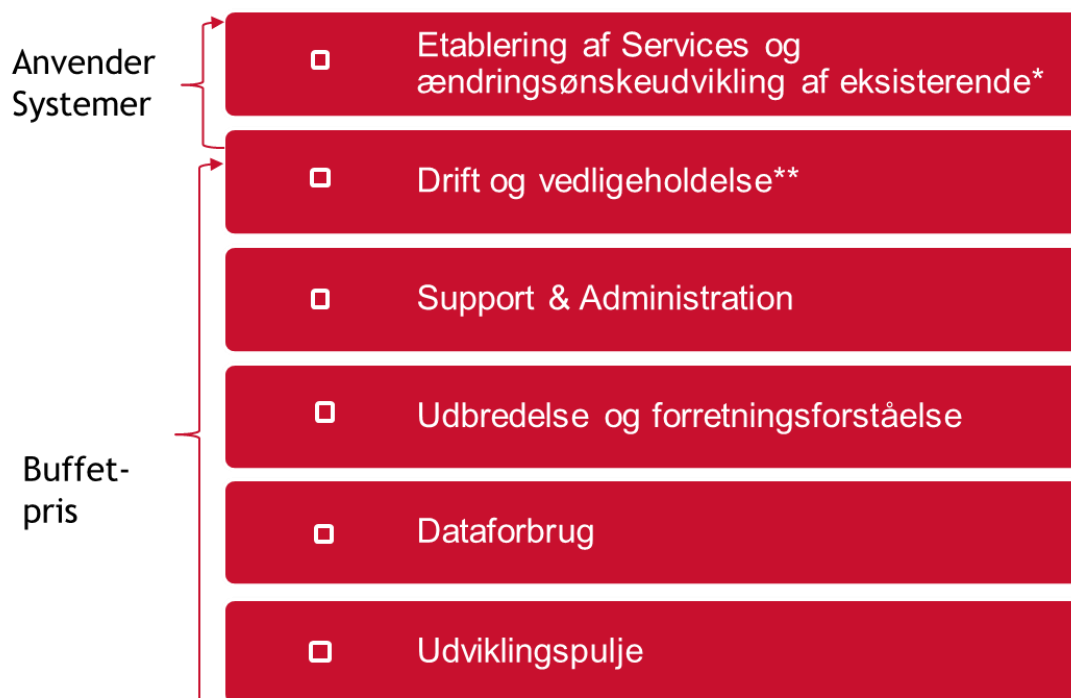 Anvender
Systemer
Etablering af Services og
ændringsønskeudvikling af eksisterende*
Drift og vedligeholdelse**
Support & Administration
Udbredelse og forretningsforståelse
Buffet-
pris
Dataforbrug
Udviklingspulje